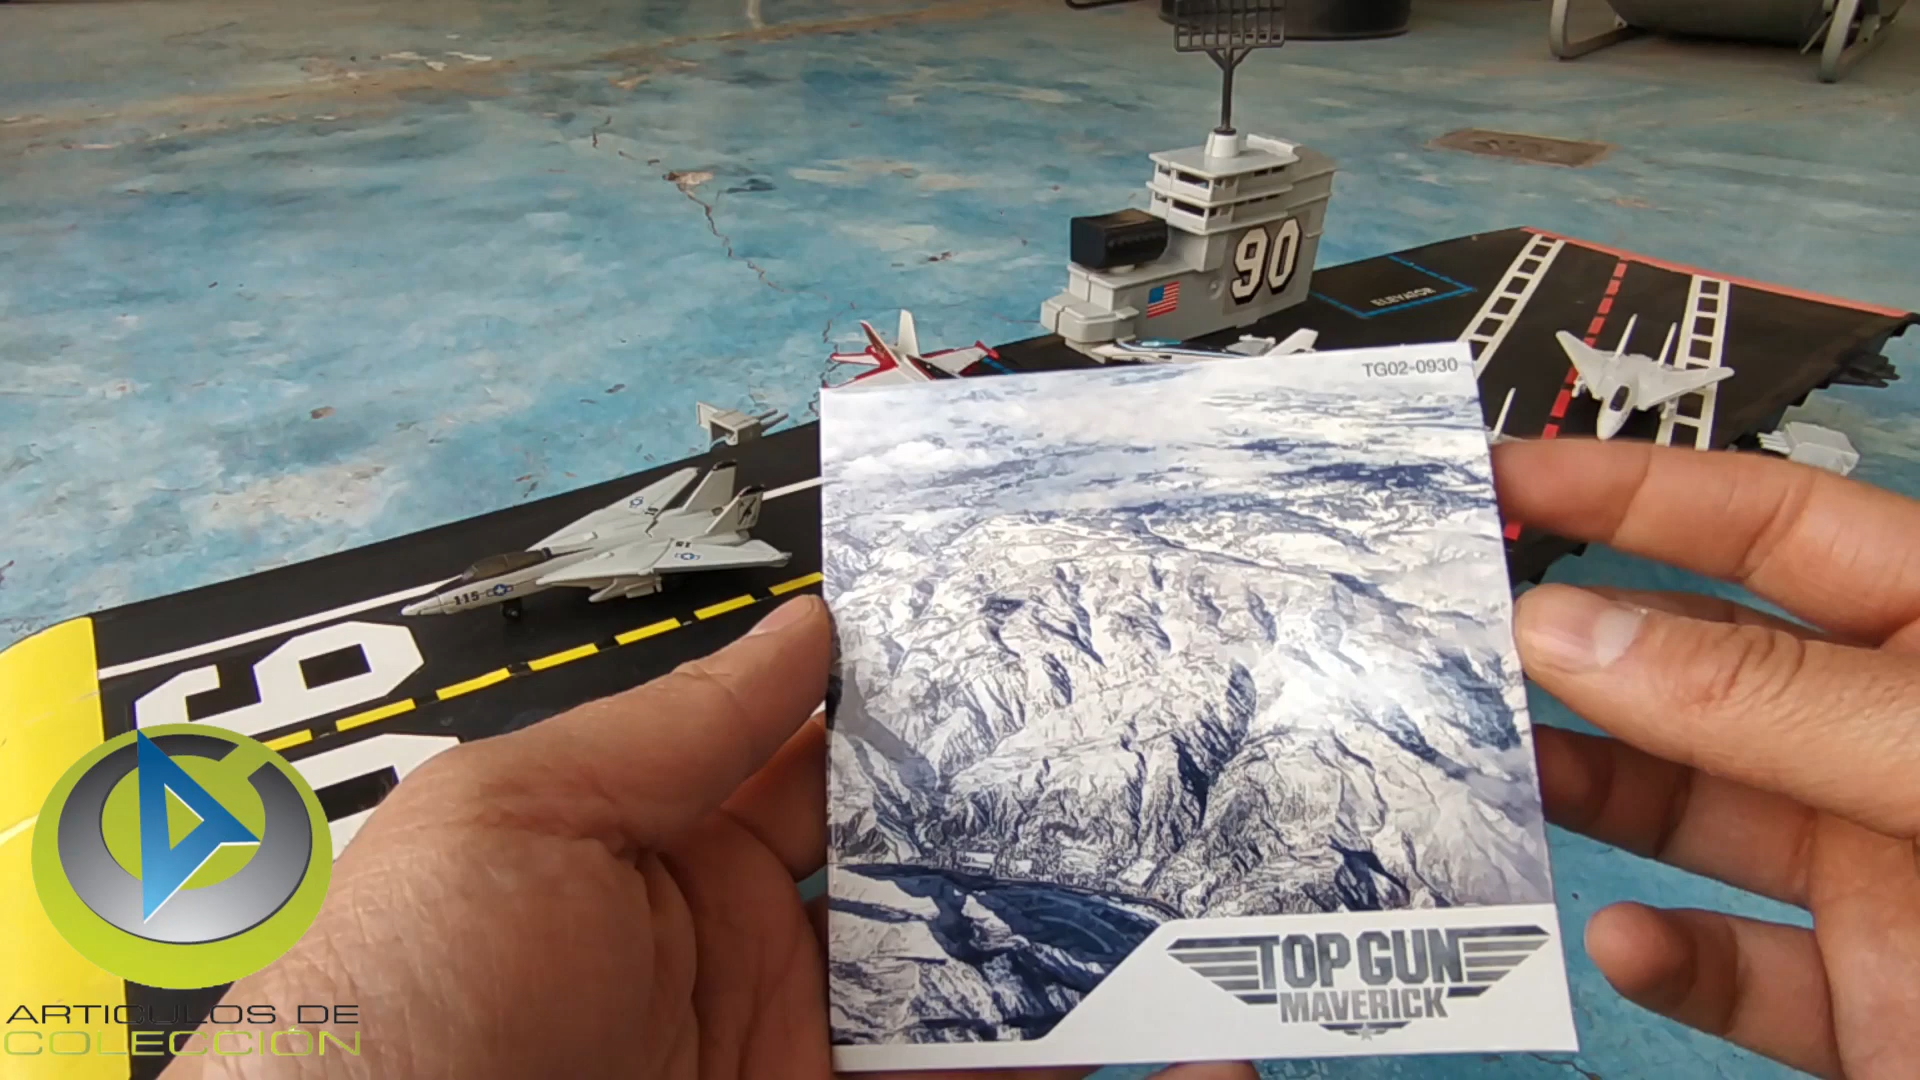 90
ELEVATOR
TG02-0930
115
TOP GUN
MAVERICK
ARTICULOS DE
COLECCIÓN